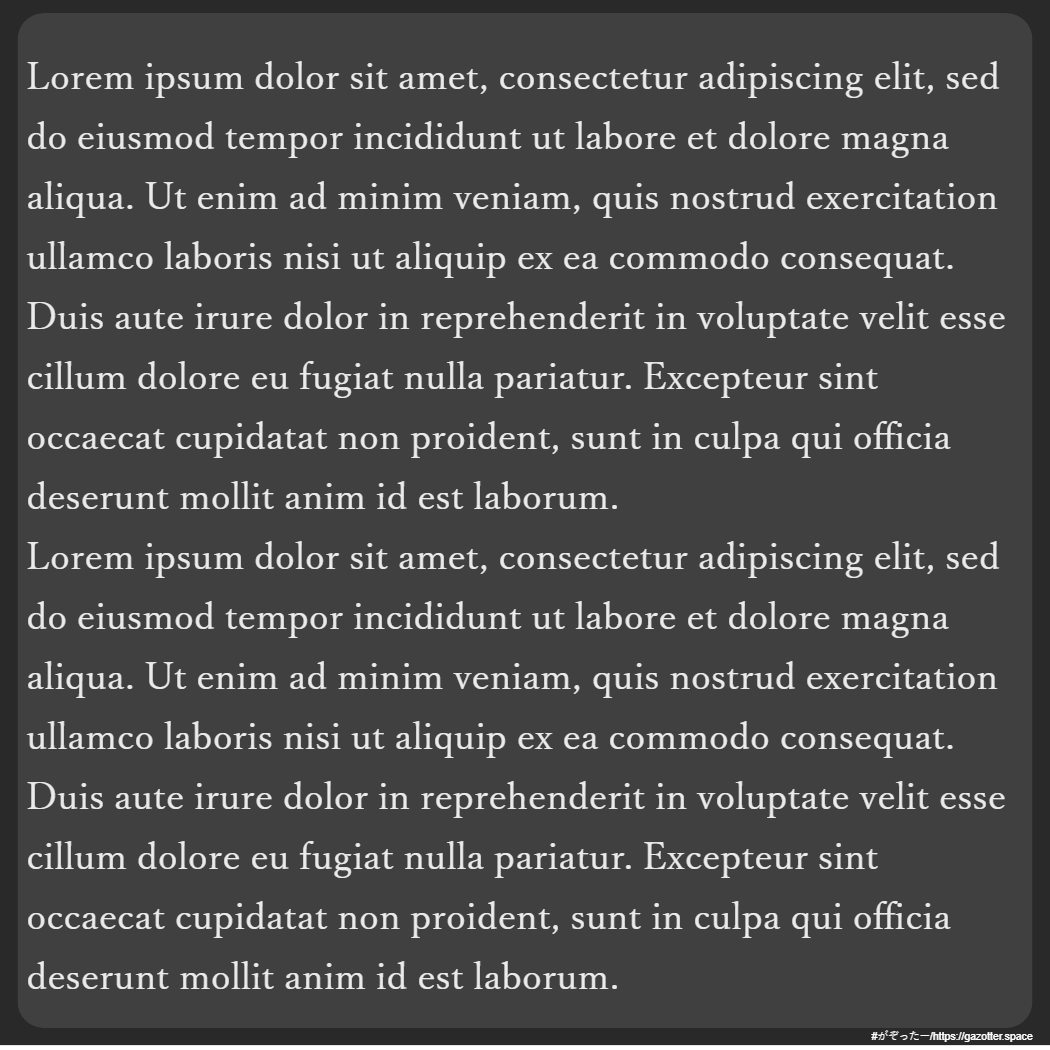 Lorem ipsum dolor sit amet, consectetur adipiscing elit, sed
do eiusmod tempor incididunt ut labore et dolore magna
aliqua. Ut enim ad minim veniam, quis nostrud exercitation
ullamco laboris nisi ut aliquip ex ea commodo consequat.
Duis aute irure dolor in reprehenderit in voluptate velit esse
cillum dolore eu fugiat nulla pariatur. Excepteur sint
occaecat cupidatat non proident, sunt in culpa qui officia
deserunt mollit anim id est laborum.
Lorem ipsum dolor sit amet, consectetur adipiscing elit, sed
do eiusmod tempor incididunt ut labore et dolore magna
aliqua. Ut enim ad minim veniam, quis nostrud exercitation
ullamco laboris nisi ut aliquip ex ea commodo consequat.
Duis aute irure dolor in reprehenderit in voluptate velit esse
cillum dolore eu fugiat nulla pariatur. Excepteur sint
occaecat cupidatat non proident, sunt in culpa qui officia
deserunt mollit anim id est laborum.
#がぞったー/https://gazotter.space